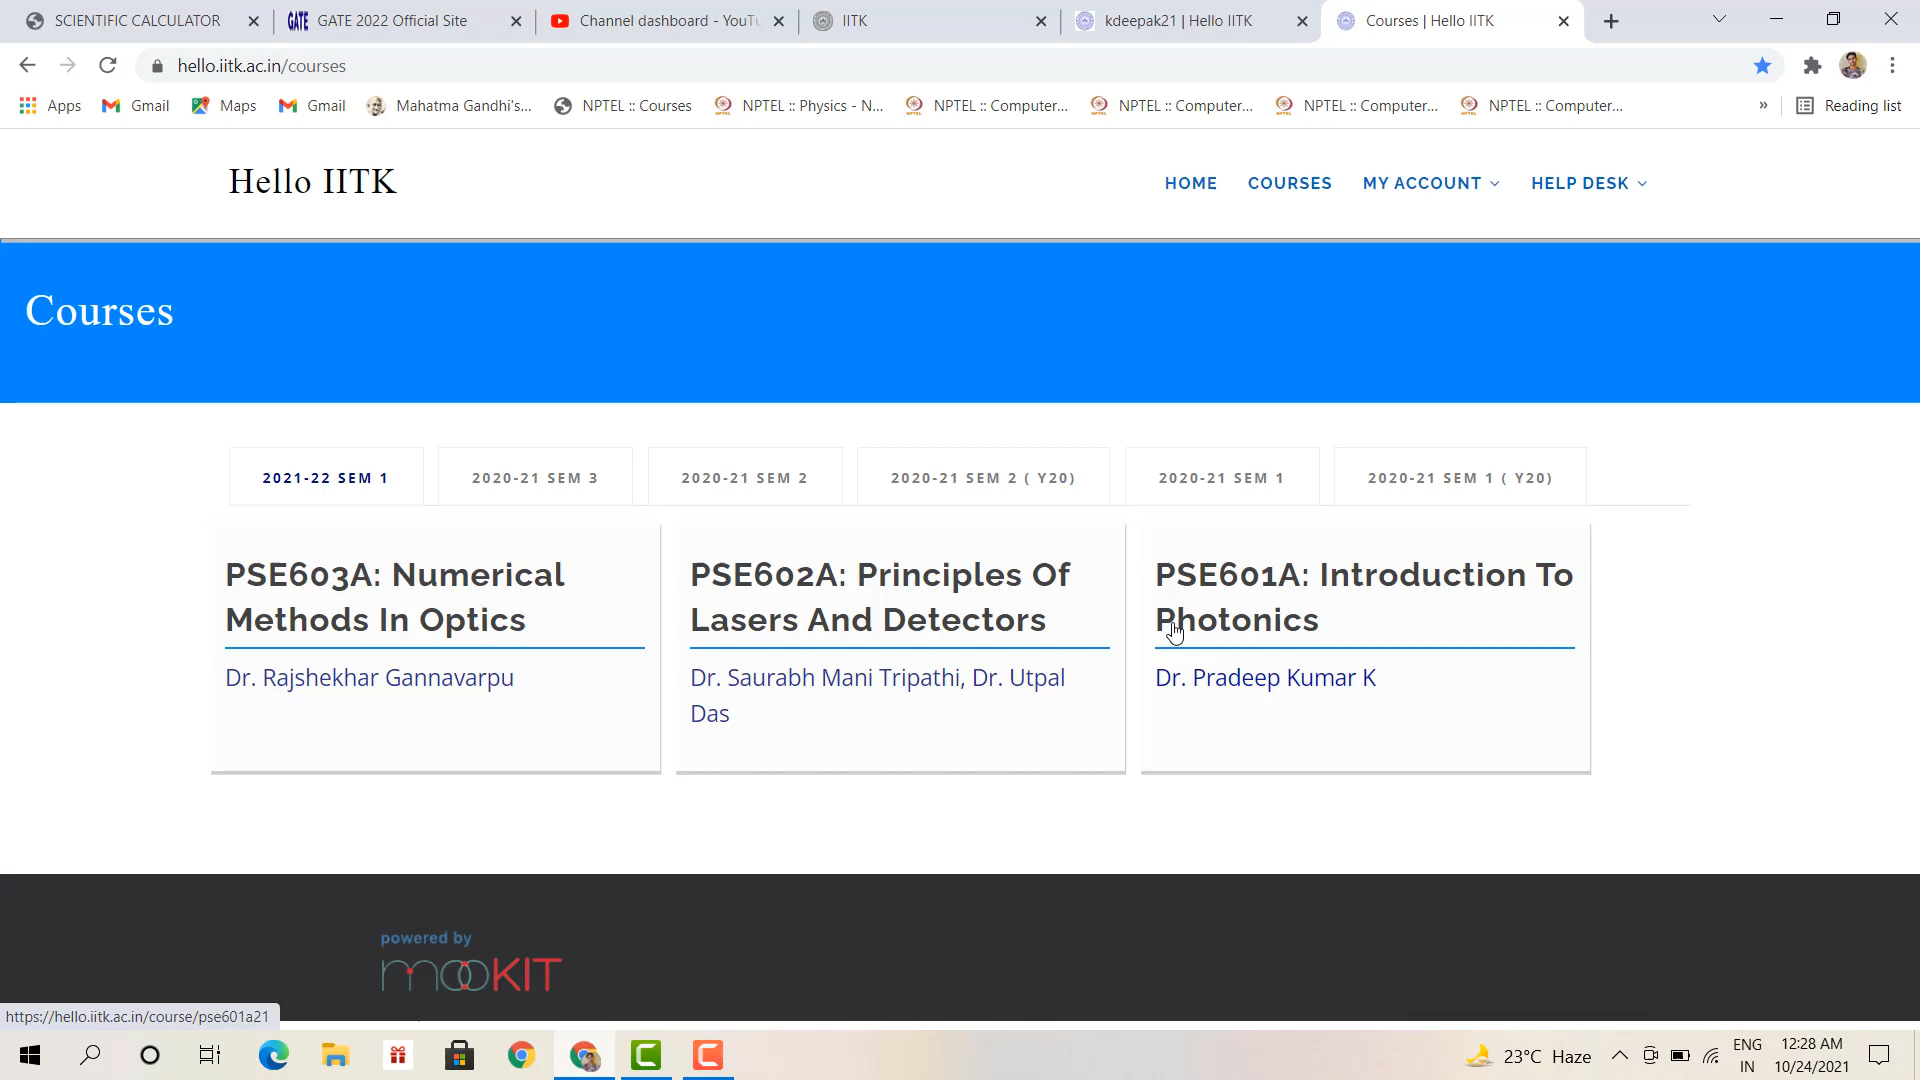 SCIENTIFIC CALCULATOR
GATE GATE 2022 Official Site
Channel dashboard - YouTu
IITK
kdeepak21 | Hello IITK
Courses | Hello IITK
hello.iitk.ac.in/courses
Apps
Gmail
Maps
Gmail
Mahatma Gandhi's...
NPTEL :: Courses
NPTEL :: Physics - N...
NPTEL :: Computer...
NPTEL :: Computer...
NPTEL :: Computer...
NPTEL :: Computer...
»
Reading list
Hello IITK
HOME
COURSES
MY ACCOUNT
HELP DESK
Courses
2021-22 SEM 1
2020-21 SEM 3
2020-21 SEM 2
2020-21 SEM 2 ( Y20)
2020-21 SEM 1
2020-21 SEM 1 ( Y20)
PSE603A: Numerical
Methods In Optics
Dr. Rajshekhar Gannavarpu
PSE602A: Principles Of
Lasers And Detectors
Dr. Saurabh Mani Tripathi, Dr. Utpal
Das
PSE601A: Introduction To
Photonics
Dr. Pradeep Kumar K
powered by
mooKIT
https://hello.iitk.ac.in/course/pse601a21
23°C Haze
ENG
IN
12:28 AM
10/24/2021